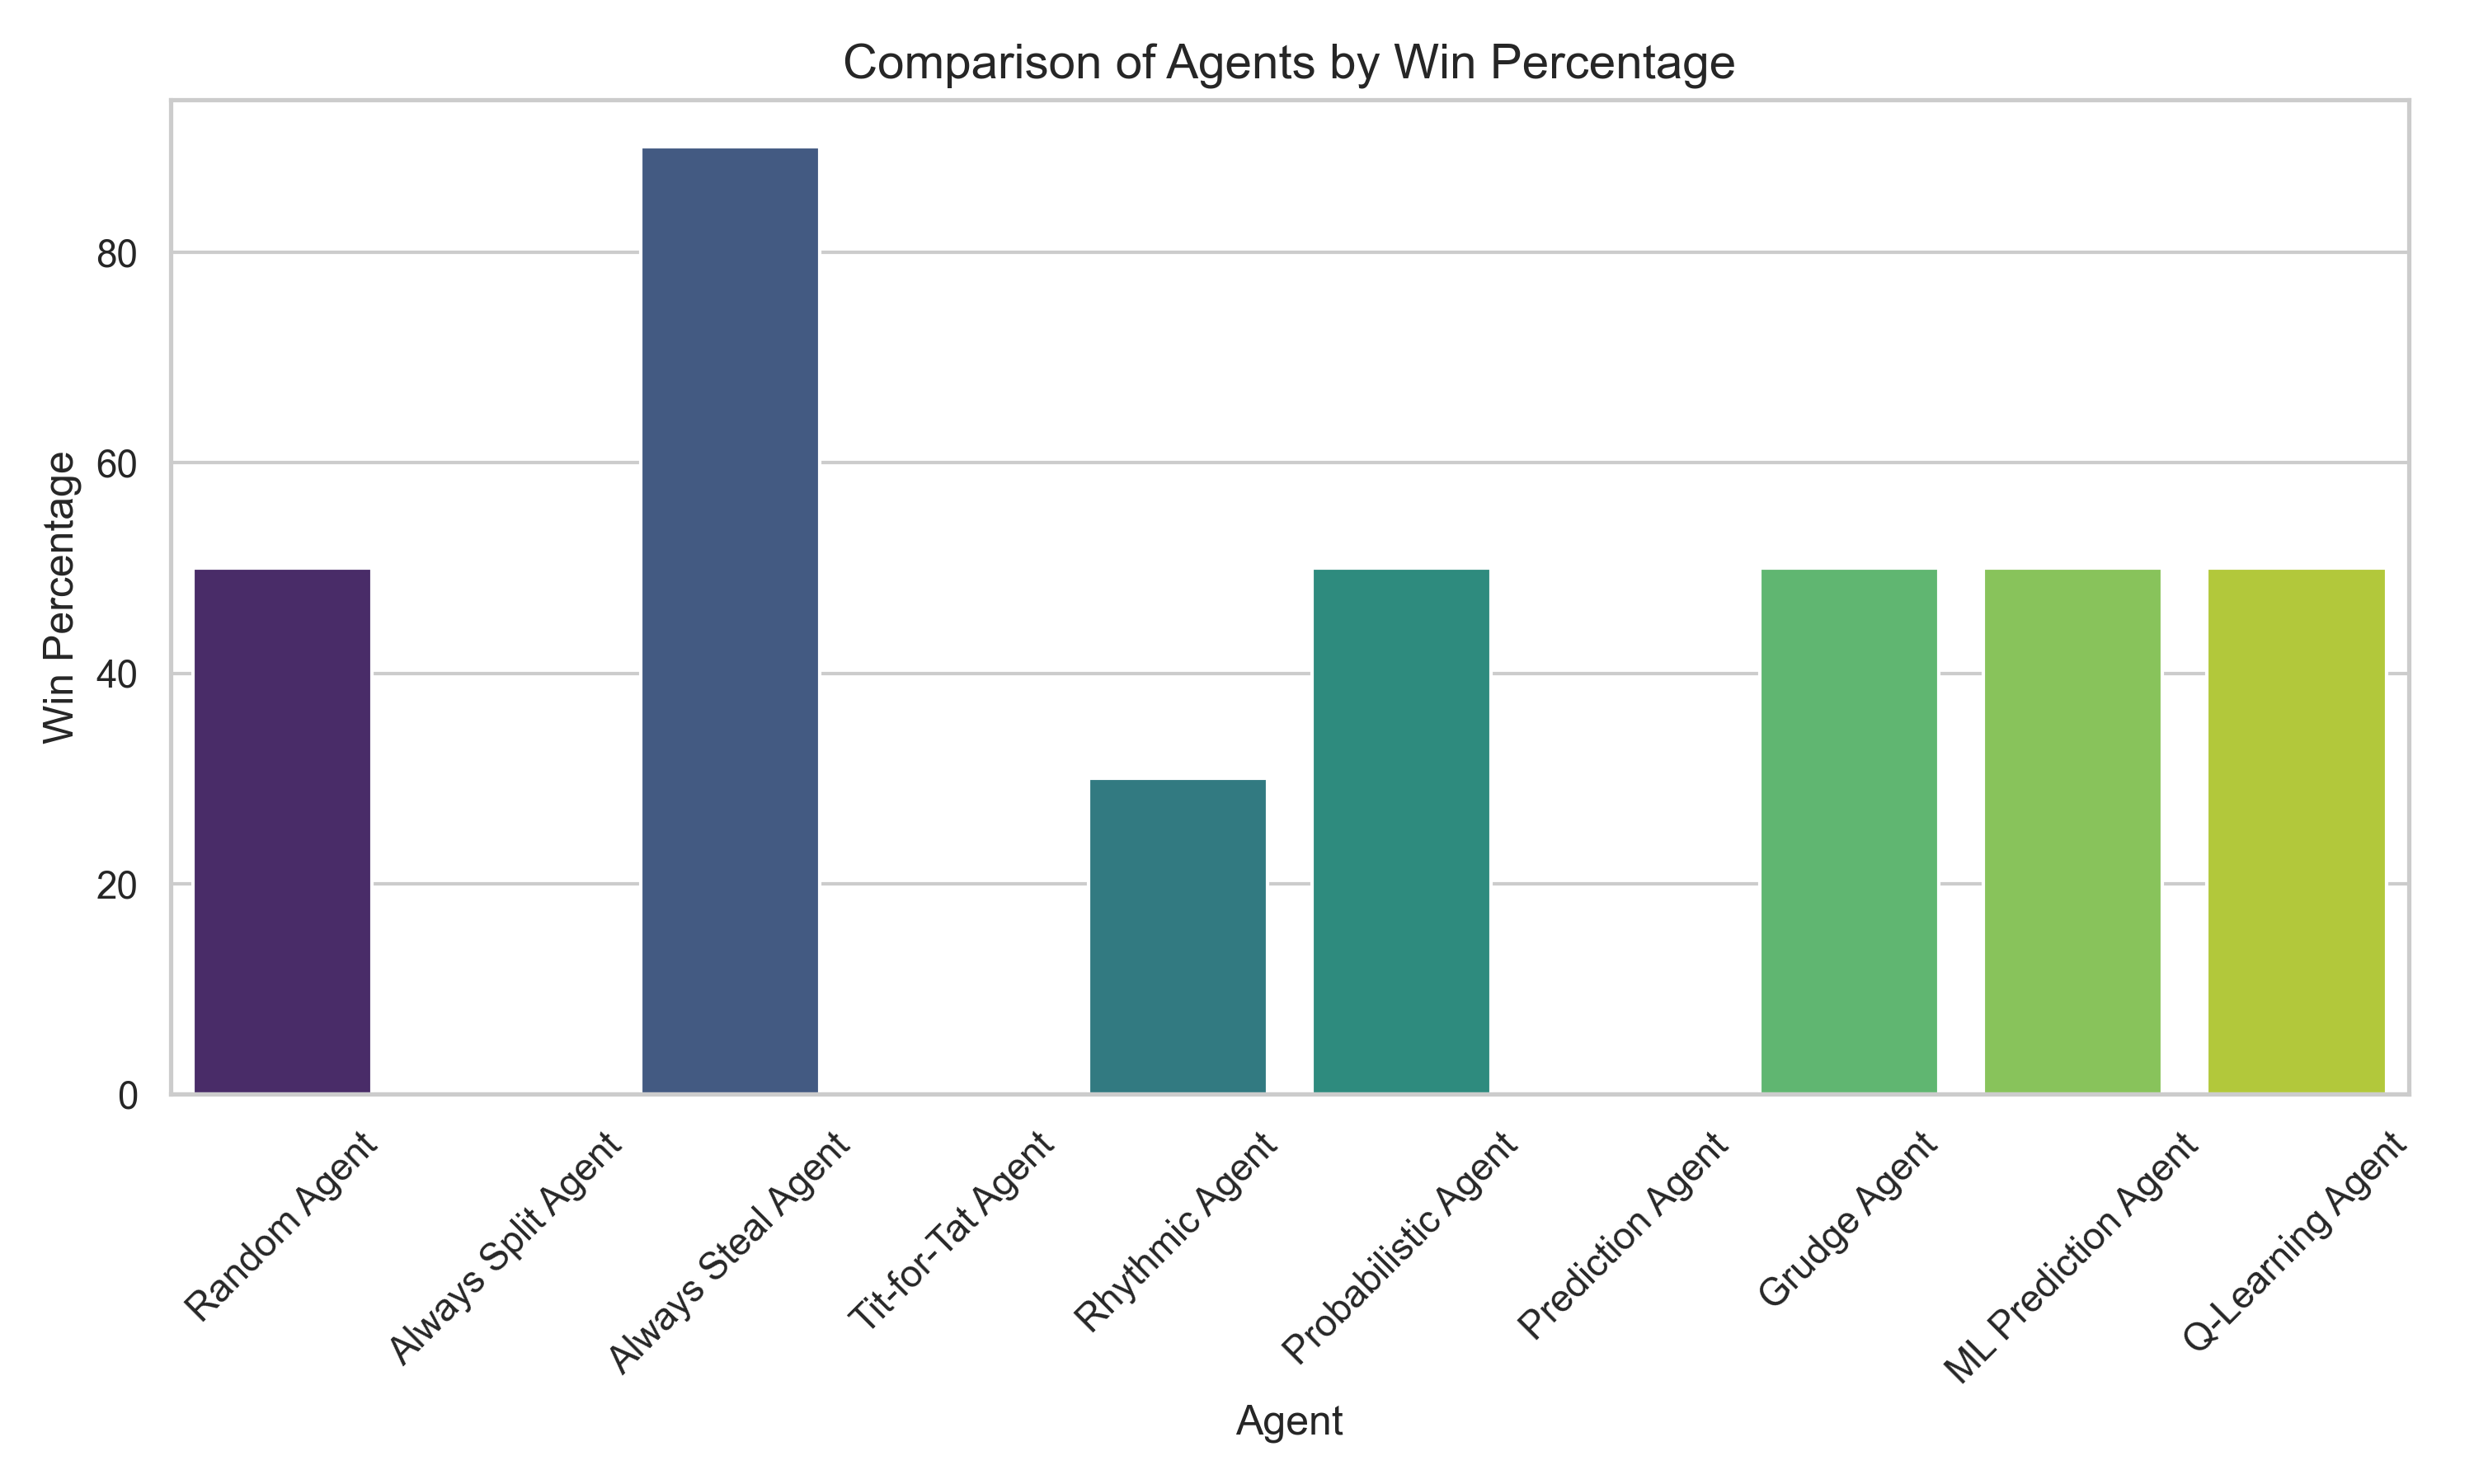 Comparison of Agents by Win Percentage
Win Percentage
80
60
40
20
0
Random Agent
Always Split Agent
Always Steal Agent
Tit-for-Tat Agent
Rhythmic Agent
Probabilistic Agent
Prediction Agent
Grudge Agent
ML Prediction Agent
Q-Learning Agent
Agent